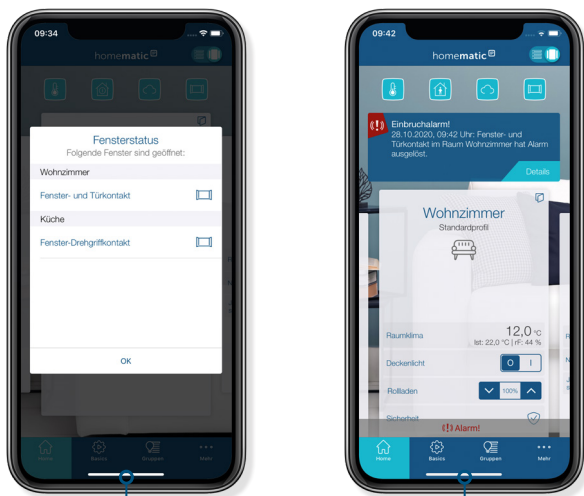 09:34
homematic IP
Fensterstatus
Folgende Fenster sind geöffnet:
Wohnzimmer
Fenster- und Türkontakt
Küche
Fenster-Drehgriffkontakt
OK
Home
Basics
Gruppen
Mehr
09:42
homematic IP
Einbruchalarm!
28.10.2020, 09:42 Uhr: Fenster- und
Türkontakt im Raum Wohnzimmer hat Alarm
ausgelöst.
Details
Wohnzimmer
Standardprofil
Raumklima
12,0 °C
Ist: 22,0 °C | rF: 44 %
Deckenlicht
O I
Rollladen
100%
Sicherheit
Alarm!
Home
Basics
Gruppen
Mehr